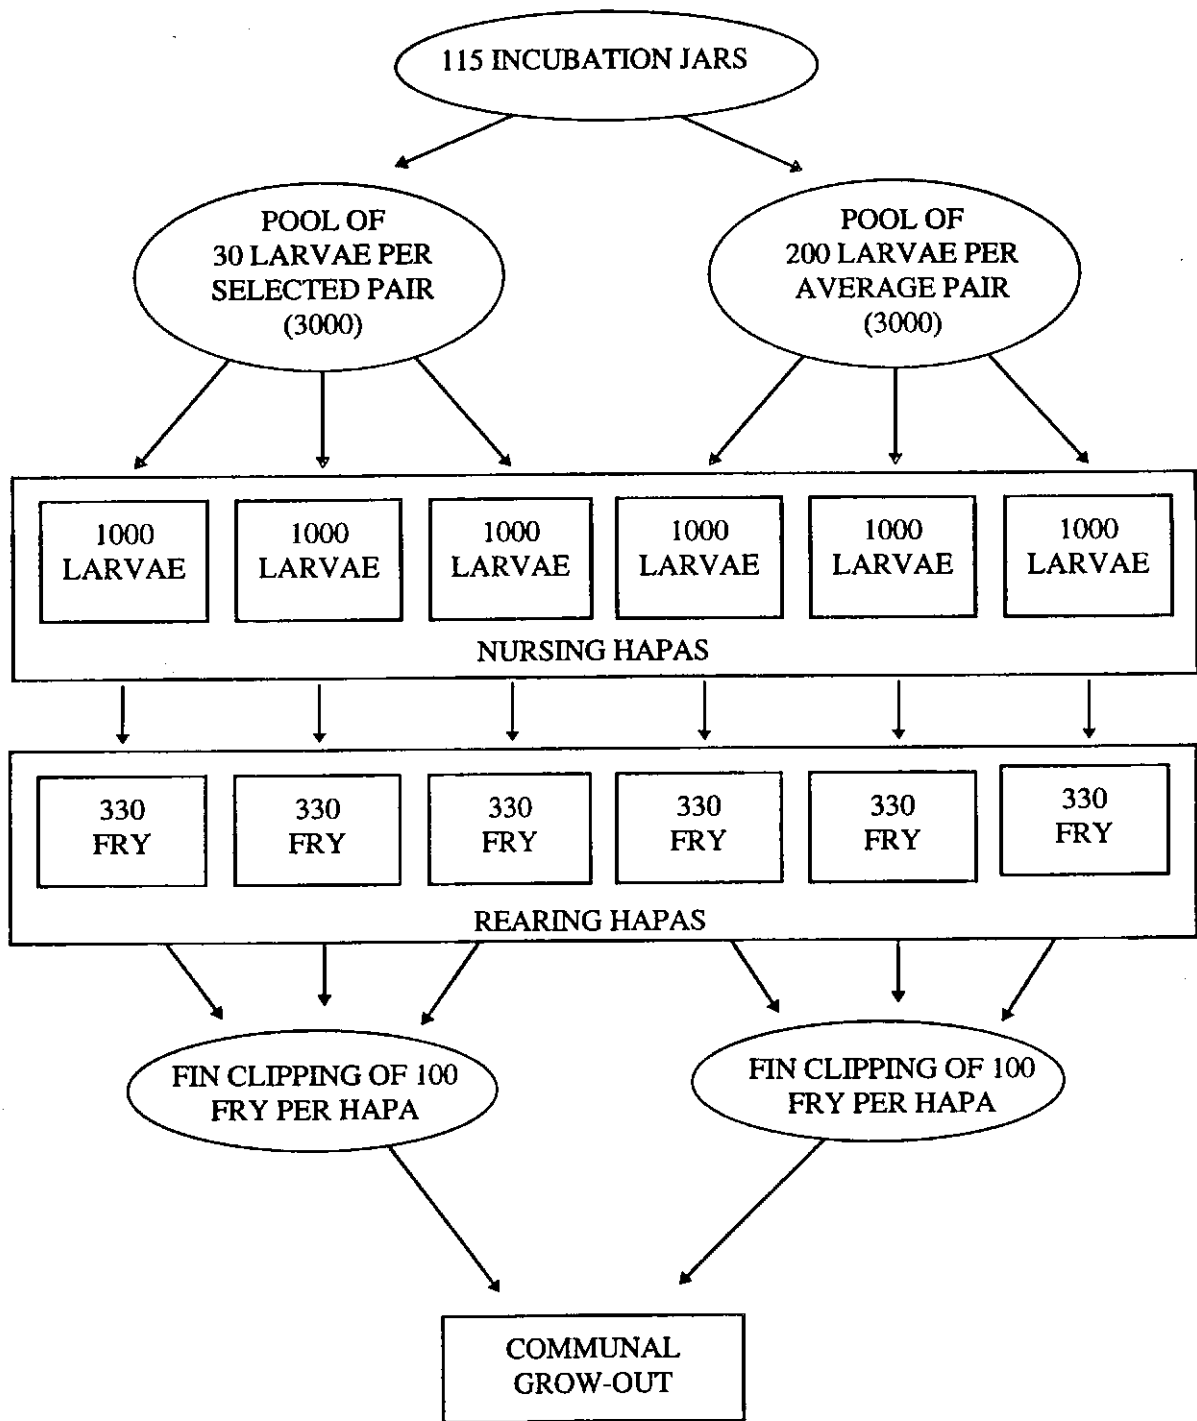 115 INCUBATION JARS
POOL OF
30 LARVAE PER
SELECTED PAIR
(3000)
POOL OF
200 LARVAE PER
AVERAGE PAIR
(3000)
1000
LARVAE
1000
LARVAE
1000
LARVAE
1000
LARVAE
1000
LARVAE
1000
LARVAE
NURSING HAPAS
330
FRY
330
FRY
330
FRY
330
FRY
330
FRY
330
FRY
REARING HAPAS
FIN CLIPPING OF 100
FRY PER HAPA
FIN CLIPPING OF 100
FRY PER HAPA
COMMUNAL
GROW-OUT